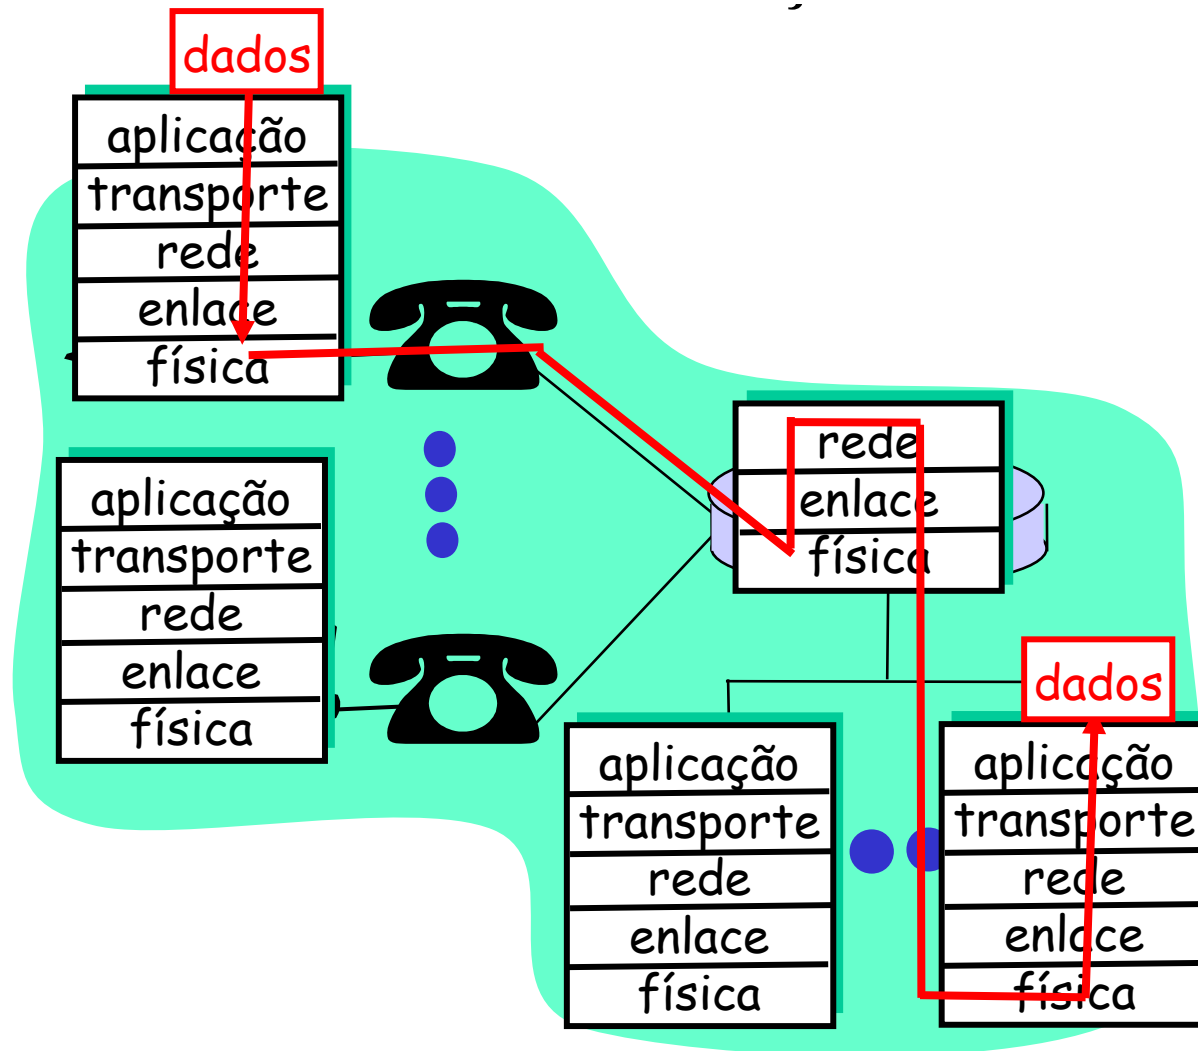 dados
aplicação
transporte
rede
enlace
física
aplicação
transporte
rede
enlace
física
rede
enlace
física
dados
aplicação
transporte
rede
enlace
física
aplicação
transporte
rede
enlace
física